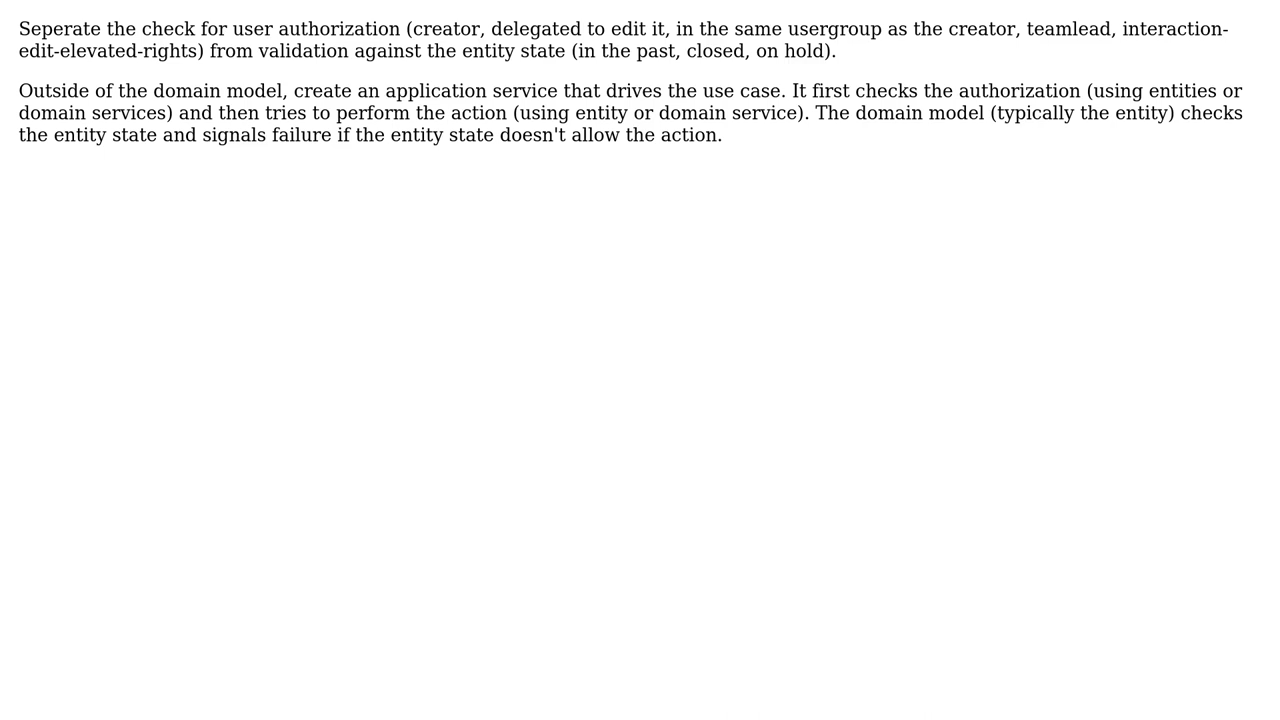 Seperate the check for user authorization (creator, delegated to edit it, in the same usergroup as the creator, teamlead, interaction-
edit-elevated-rights) from validation against the entity state (in the past, closed, on hold).
Outside of the domain model, create an application service that drives the use case. It first checks the authorization (using entities or
domain services) and then tries to perform the action (using entity or domain service). The domain model (typically the entity) checks
the entity state and signals failure if the entity state doesn't allow the action.